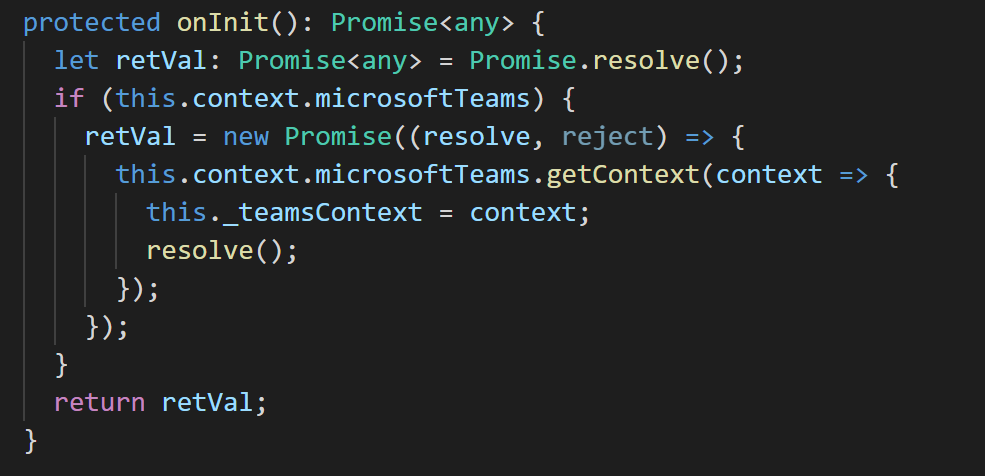 protected onInit(): Promise<any> {
  let retVal: Promise<any> = Promise.resolve();
  if (this.context.microsoftTeams) {
    retVal = new Promise((resolve, reject) => {
      this.context.microsoftTeams.getContext(context => {
        this._teamsContext = context;
        resolve();
      });
    });
  }
  return retVal;
}